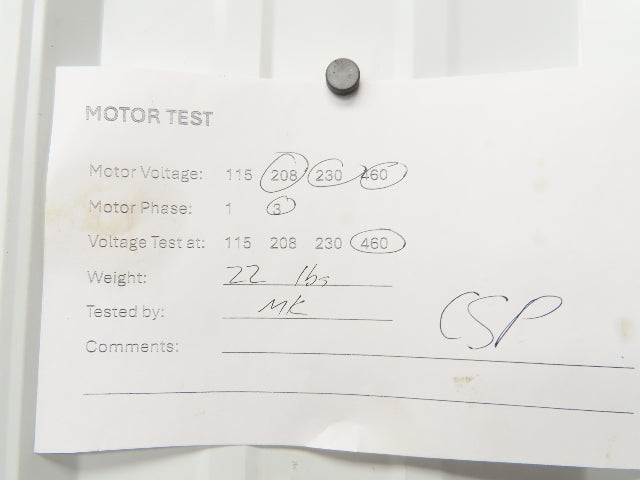 MOTOR TEST
Motor Voltage: 115 208 230 460
Motor Phase: 1 3
Voltage Test at: 115 208 230 460
Weight: 22 lbs
Tested by: MK
CSP
Comments: